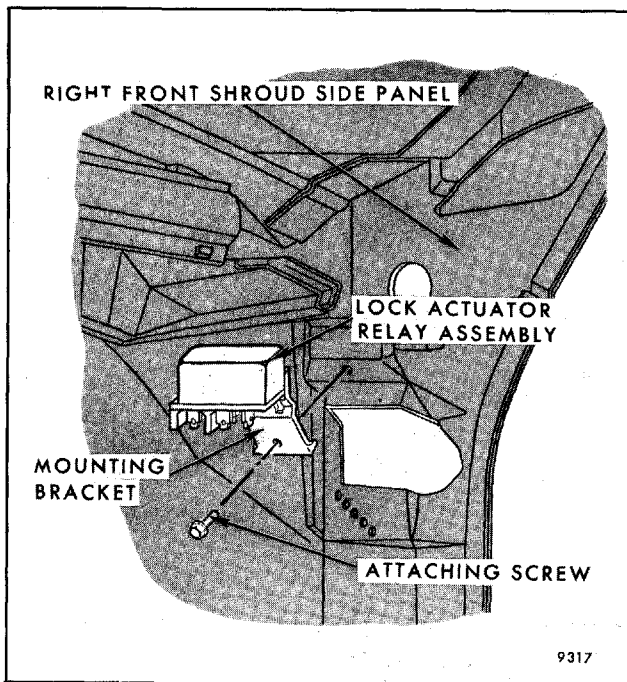 RIGHT FRONT SHROUD SIDE PANEL
LOCK ACTUATOR
RELAY ASSEMBLY
MOUNTING
BRACKET
ATTACHING SCREW
9317